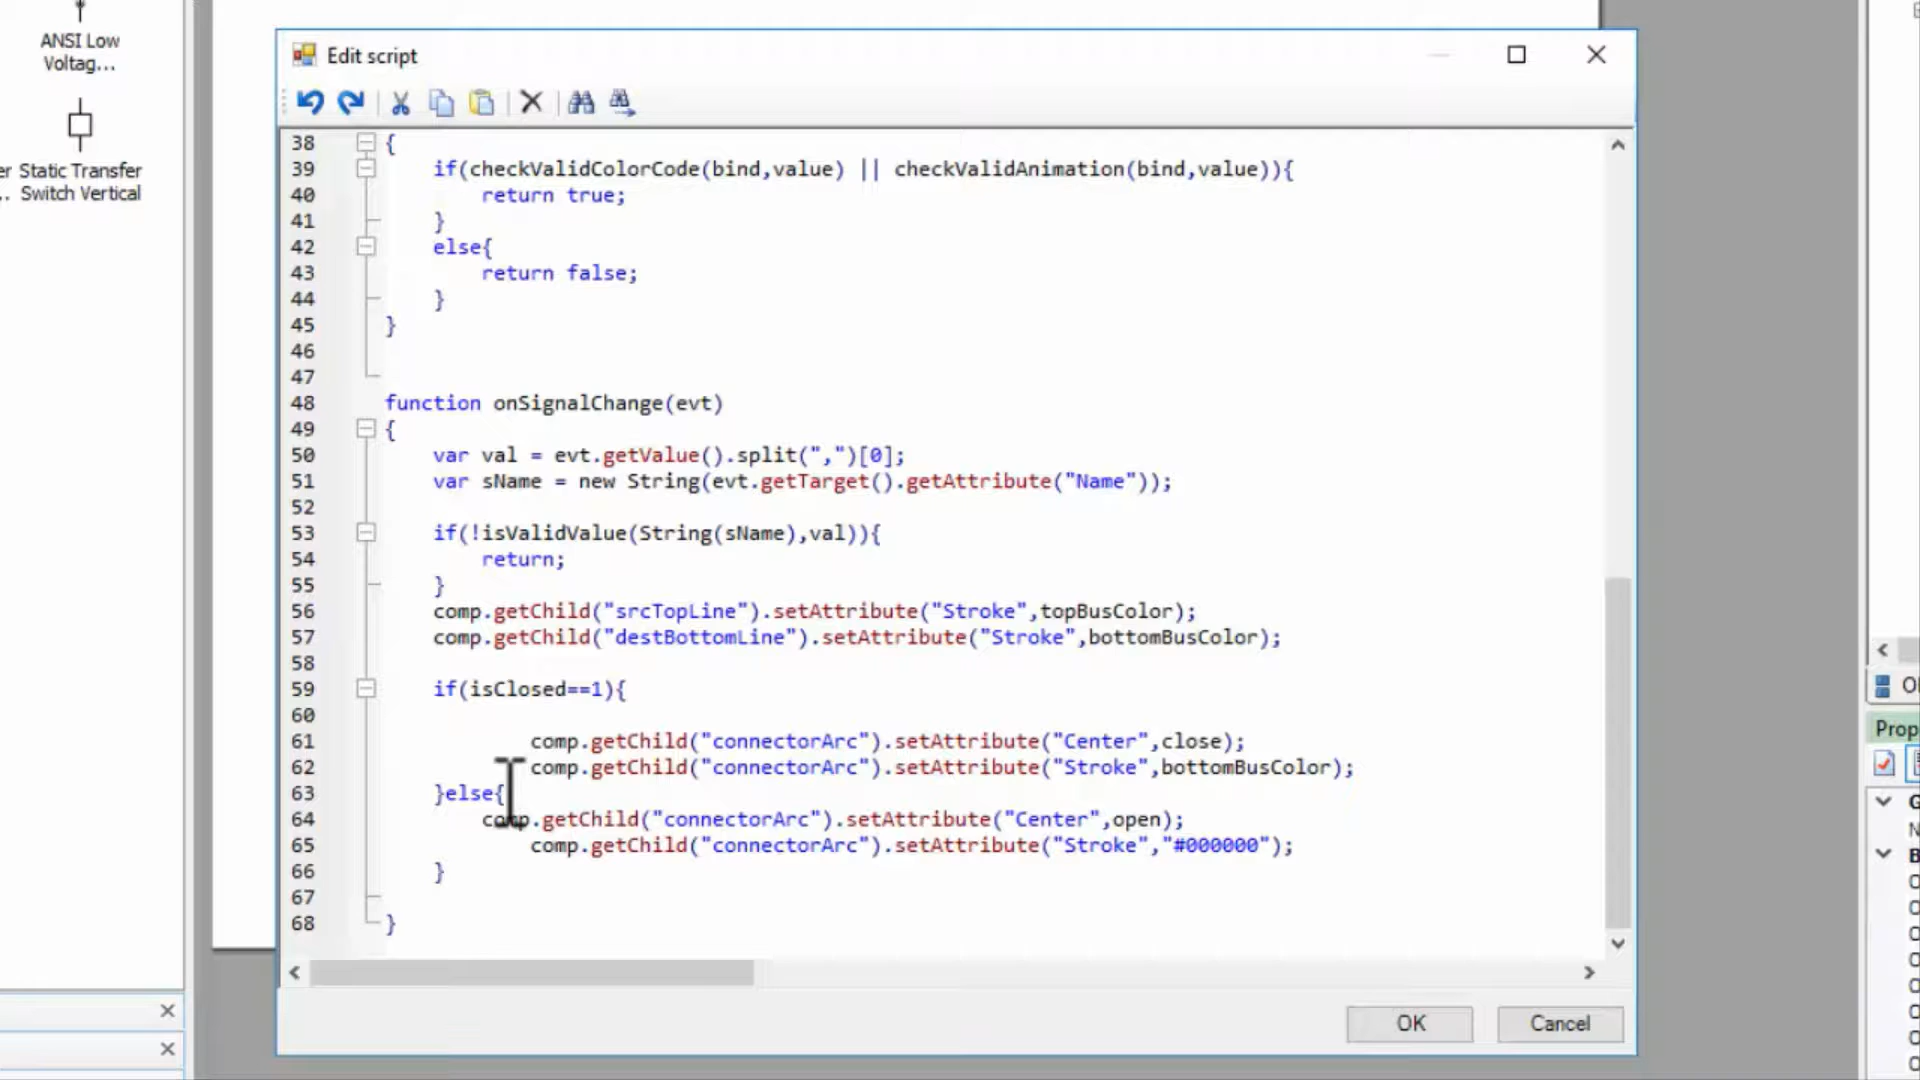 ANSI Low
Voltag...
er Static Transfer
.. Switch Vertical
Edit script
38 {
39 if(checkValidColorCode(bind,value) || checkValidAnimation(bind,value)){
40 return true;
41 }
42 else{
43 return false;
44 }
45 }
46
47
48 function onSignalChange(evt)
49 {
50 var val = evt.getValue().split(",")[0];
51 var sName = new String(evt.getTarget().getAttribute("Name"));
52
53 if(!isValidValue(String(sName),val)){
54 return;
55 }
56 comp.getChild("srcTopLine").setAttribute("Stroke",topBusColor);
57 comp.getChild("destBottomLine").setAttribute("Stroke",bottomBusColor);
58
59 if(isClosed==1){
60
61 comp.getChild("connectorArc").setAttribute("Center",close);
62 comp.getChild("connectorArc").setAttribute("Stroke",bottomBusColor);
63 }else{
64 comp.getChild("connectorArc").setAttribute("Center",open);
65 comp.getChild("connectorArc").setAttribute("Stroke","#000000");
66 }
67
68 }
OK
Cancel
Prop